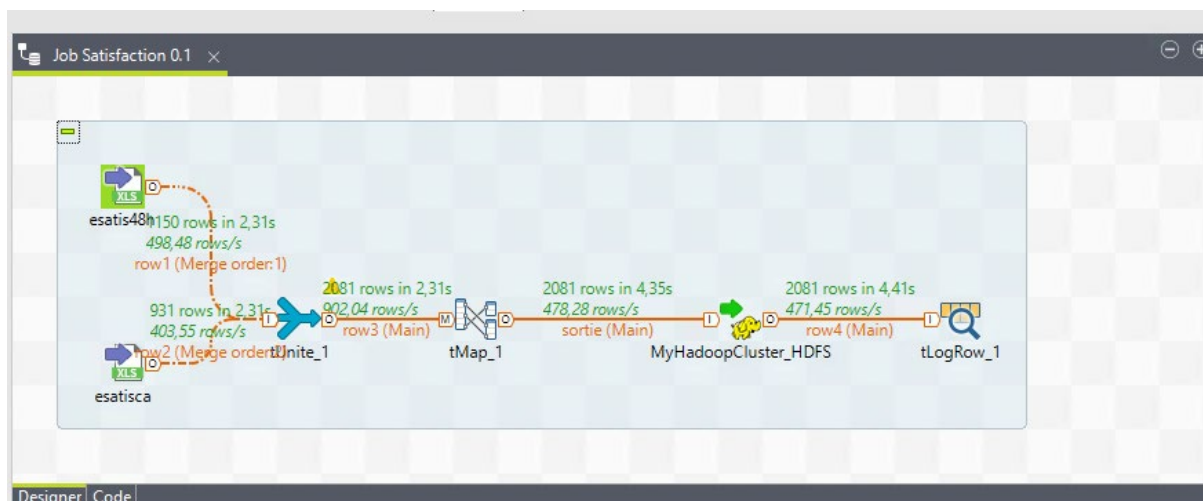 Job Satisfaction 0.1
XLS
esatis48h
1150 rows in 2,31s
498,48 rows/s
row1 (Merge order:1)
931 rows in 2,31s
403,55 rows/s
row2 (Merge order
XLS
esatisca
tUnite_1
2081 rows in 2,31s
902,04 rows/s
row3 (Main)
tMap_1
2081 rows in 4,35s
478,28 rows/s
sortie (Main)
MyHadoopCluster_HDFS
2081 rows in 4,41s
471,45 rows/s
row4 (Main)
tLogRow_1
O
O
I
O
M
O
I
O
I
Designer Code